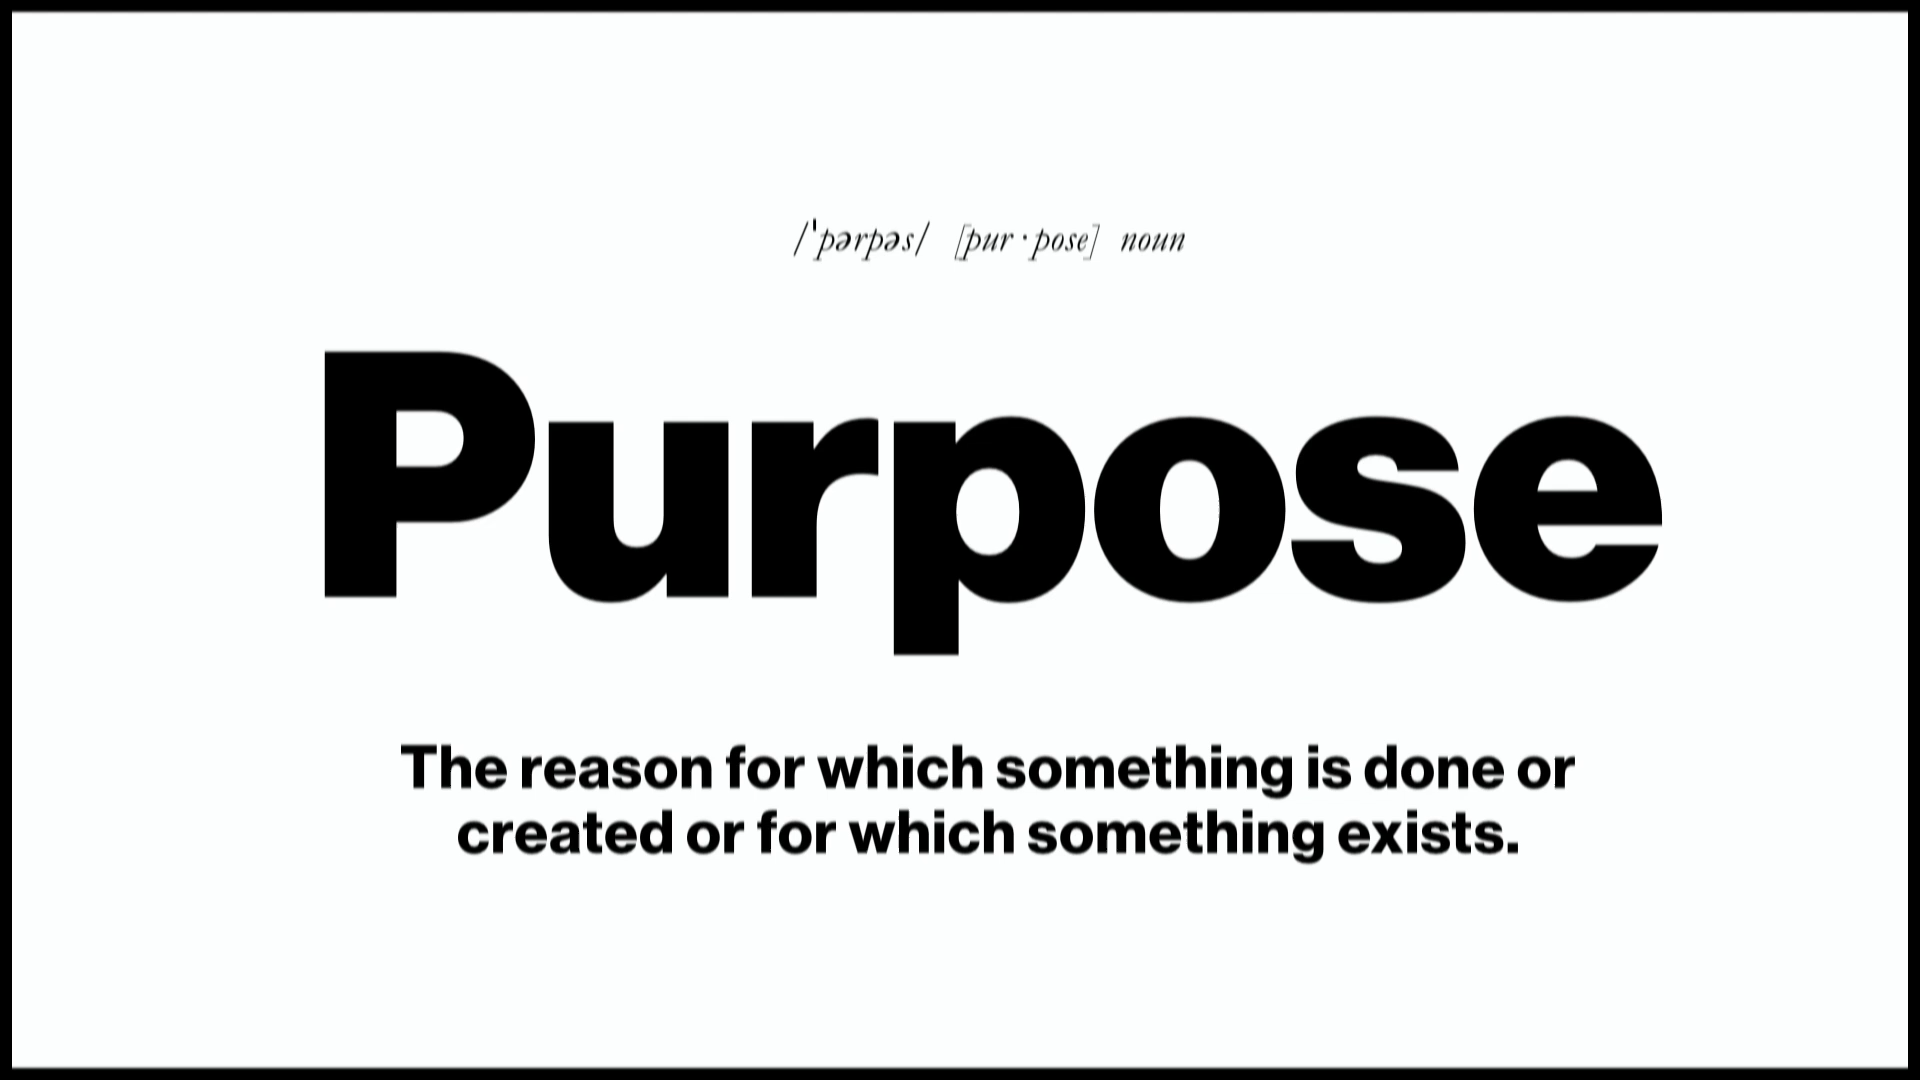 /ˈpərpəs/ [pur·pose] noun
Purpose
The reason for which something is done or
created or for which something exists.